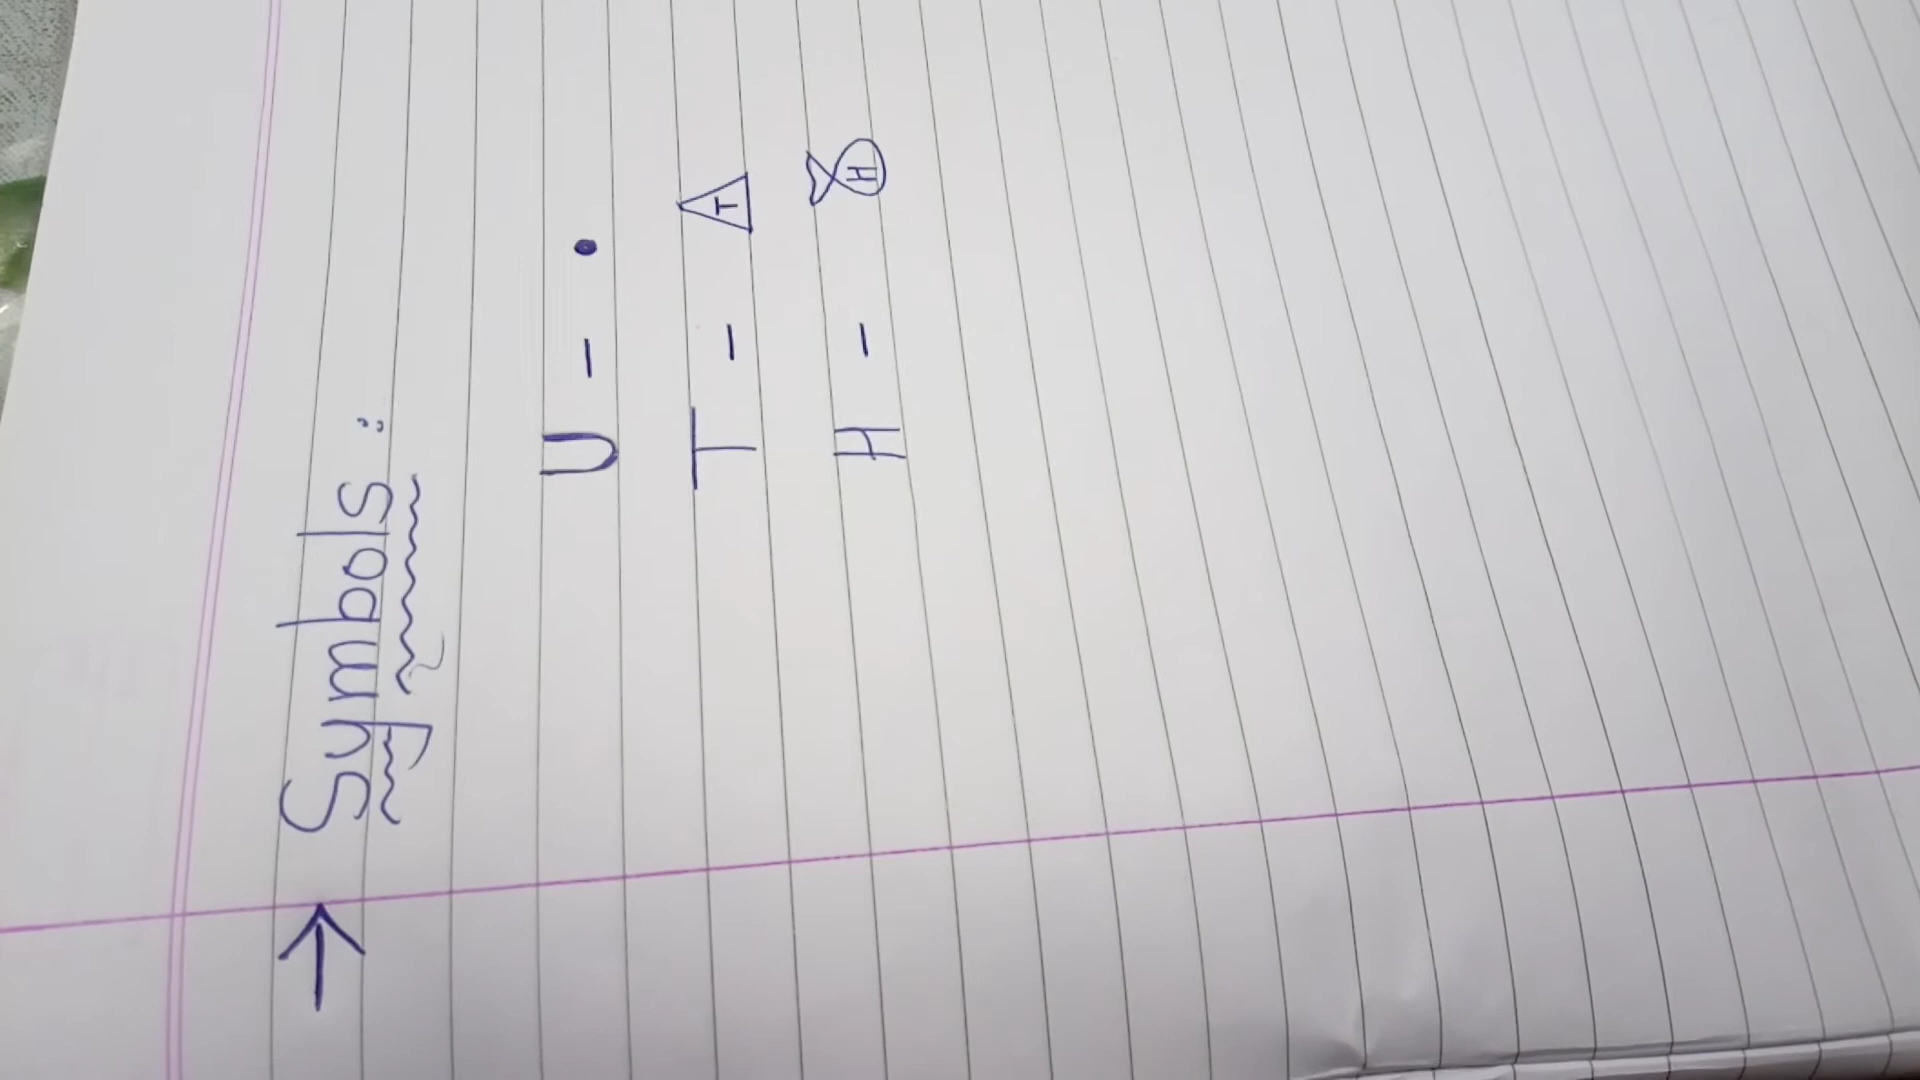 → Symbols :
U - •
T - T
H - H